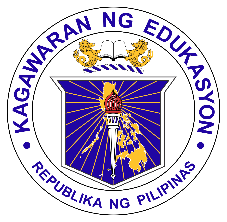 KAGAWARAN NG EDUKASYON
REPUBLIKA NG PILIPINAS